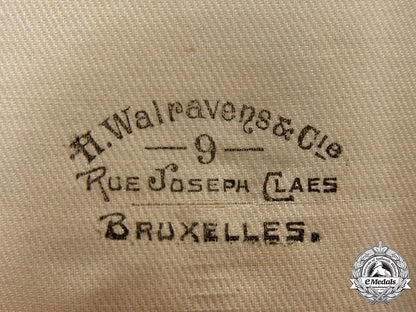 H. Walravens & Cie
— 9 —
RUE JOSEPH CLAES
BRUXELLES.
eMedals